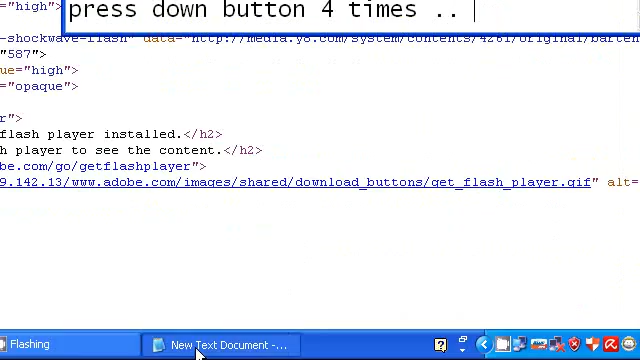 ="high">
press down button 4 times ..
-shockwave-flash" data="http://media.y8.com/system/contents/4261/original/barten
"587">
ue="high">
="opaque">
r">
flash player installed.</h2>
h player to see the content.</h2>
be.com/go/getflashplayer">
9.142.13/www.adobe.com/images/shared/download_buttons/get_flash_player.gif" alt=
Flashing
New Text Document -...